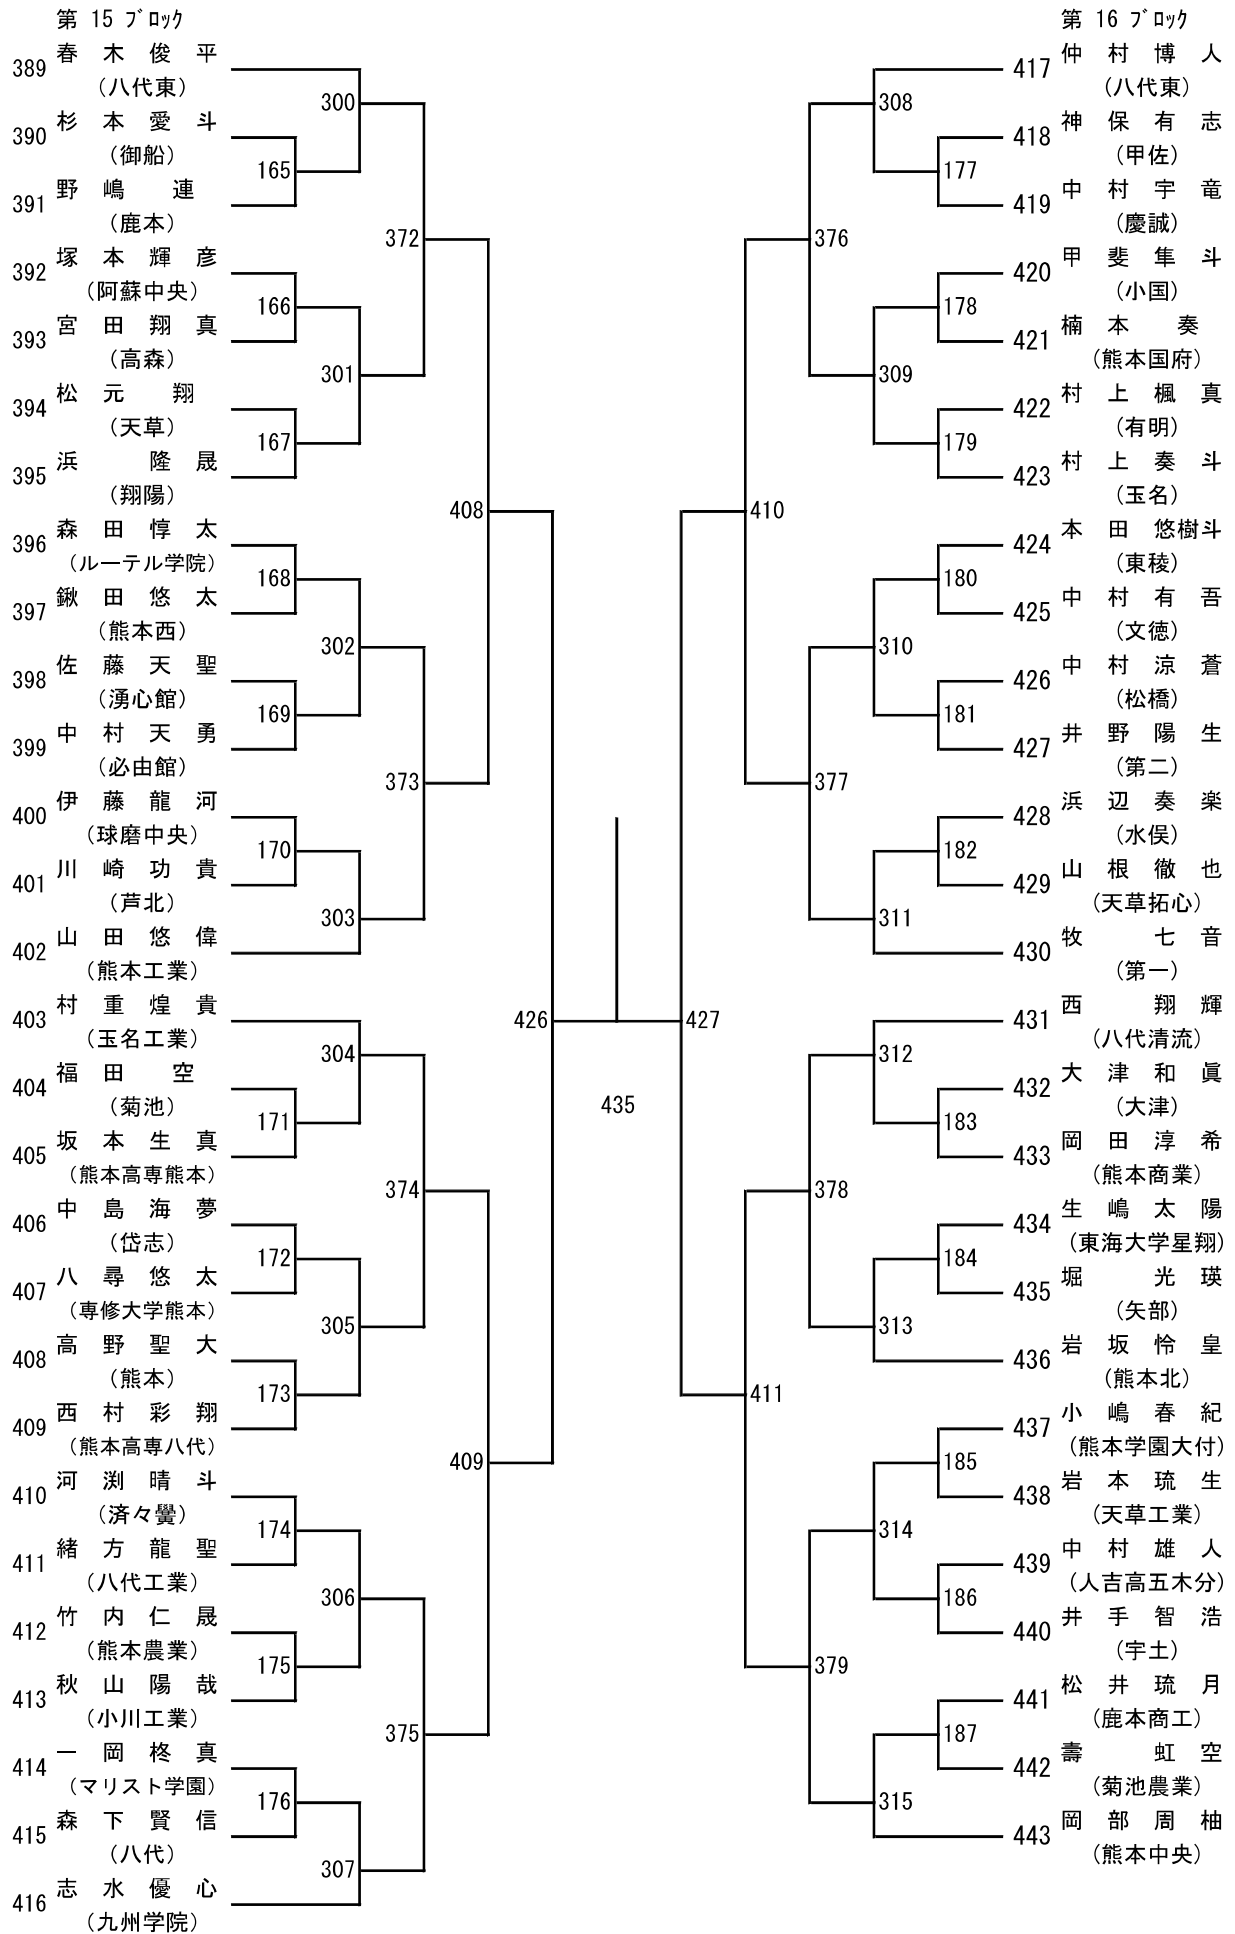 第 15 ﾌﾞﾛｯｸ
389 春 木 俊 平
(八代東)
300
390 杉 本 愛 斗
(御船)
165
391 野 嶋 連
(鹿本)
372
392 塚 本 輝 彦
(阿蘇中央)
166
393 宮 田 翔 真
(高森)
301
394 松 元 翔
(天草)
167
395 浜 隆 晟
(翔陽)
408
396 森 田 惇 太
(ルーテル学院)
168
397 鍬 田 悠 太
(熊本西)
302
398 佐 藤 天 聖
(湧心館)
169
399 中 村 天 勇
(必由館)
373
400 伊 藤 龍 河
(球磨中央)
170
401 川 崎 功 貴
(芦北)
303
402 山 田 悠 偉
(熊本工業)
426
403 村 重 煌 貴
(玉名工業)
304
404 福 田 空
(菊池)
171
405 坂 本 生 真
(熊本高専熊本)
374
406 中 島 海 夢
(岱志)
172
407 八 尋 悠 太
(専修大学熊本)
305
408 高 野 聖 大
(熊本)
173
409 西 村 彩 翔
(熊本高専八代)
409
410 河 渕 晴 斗
(済々黌)
174
411 緒 方 龍 聖
(八代工業)
306
412 竹 内 仁 晟
(熊本農業)
175
413 秋 山 陽 哉
(小川工業)
375
414 一 岡 柊 真
(マリスト学園)
176
415 森 下 賢 信
(八代)
307
416 志 水 優 心
(九州学院)
435
第 16 ﾌﾞﾛｯｸ
417 仲 村 博 人
(八代東)
308
418 神 保 有 志
(甲佐)
177
419 中 村 宇 竜
(慶誠)
376
420 甲 斐 隼 斗
(小国)
178
421 楠 本 奏
(熊本国府)
309
422 村 上 楓 真
(有明)
179
423 村 上 奏 斗
(玉名)
410
424 本 田 悠樹斗
(東稜)
180
425 中 村 有 吾
(文徳)
310
426 中 村 涼 蒼
(松橋)
181
427 井 野 陽 生
(第二)
377
428 浜 辺 奏 楽
(水俣)
182
429 山 根 徹 也
(天草拓心)
311
430 牧 七 音
(第一)
427
431 西 翔 輝
(八代清流)
312
432 大 津 和 眞
(大津)
183
433 岡 田 淳 希
(熊本商業)
378
434 生 嶋 太 陽
(東海大学星翔)
184
435 堀 光 瑛
(矢部)
313
436 岩 坂 怜 皇
(熊本北)
411
437 小 嶋 春 紀
(熊本学園大付)
185
438 岩 本 琉 生
(天草工業)
314
439 中 村 雄 人
(人吉高五木分)
186
440 井 手 智 浩
(宇土)
379
441 松 井 琉 月
(鹿本商工)
187
442 壽 虹 空
(菊池農業)
315
443 岡 部 周 柚
(熊本中央)